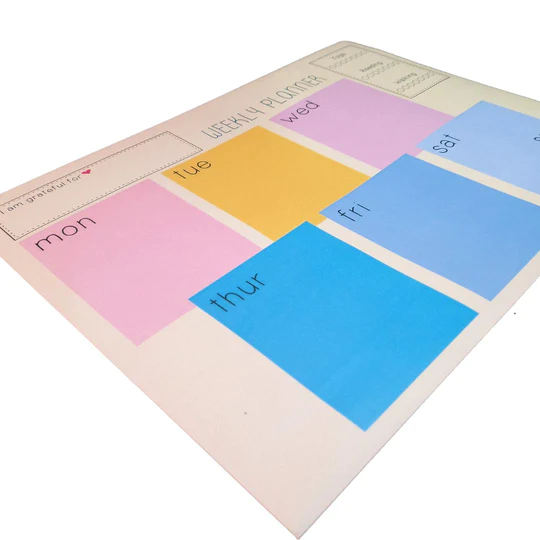 WEEKLY PLANNER
I am grateful for
mon
tue
wed
thur
fri
sat